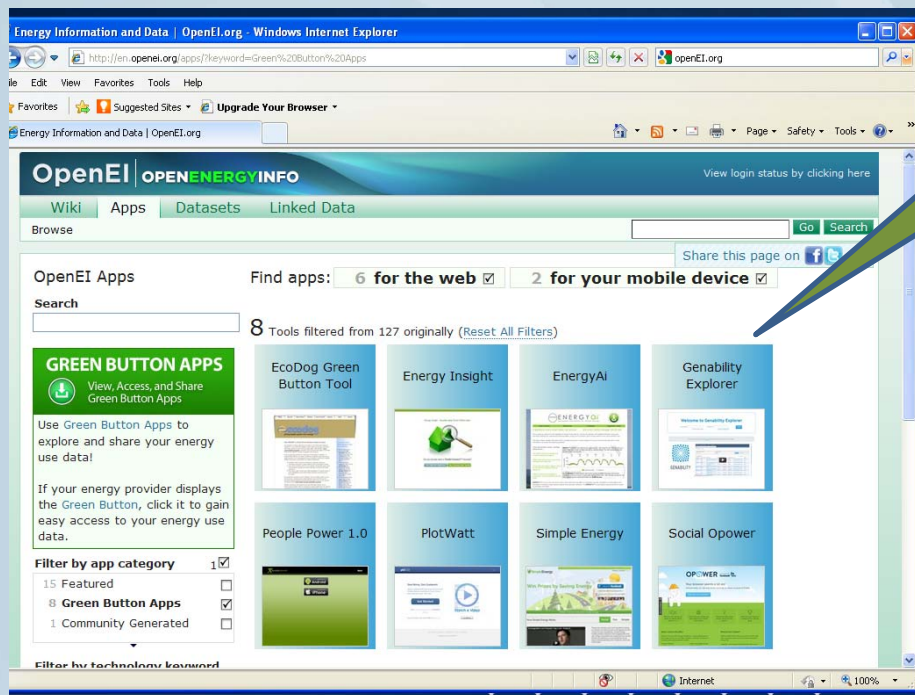 Energy Information and Data | OpenEI.org - Windows Internet Explorer
http://en.openei.org/apps/?keyword=Green%20Button%20Apps
openEI.org
Edit View Favorites Tools Help
Favorites Suggested Sites Upgrade Your Browser
Energy Information and Data | OpenEI.org
Page Safety Tools
OpenEI OPENENERGYINFO
View login status by clicking here
Wiki Apps Datasets Linked Data
Browse
Go Search
Share this page on
OpenEI Apps
Find apps: 6 for the web 2 for your mobile device
Search
8 Tools filtered from 127 originally (Reset All Filters)
GREEN BUTTON APPS
View, Access, and Share
Green Button Apps
Use Green Button Apps to
explore and share your energy
use data!
If your energy provider displays
the Green Button, click it to gain
easy access to your energy use
data.
Filter by app category 1
15 Featured
8 Green Button Apps
1 Community Generated
Filter by technology keyword
EcoDog Green
Button Tool
Energy Insight
EnergyAi
Genability
Explorer
People Power 1.0
PlotWatt
Simple Energy
Social Opower
OPOWER
Internet
100%